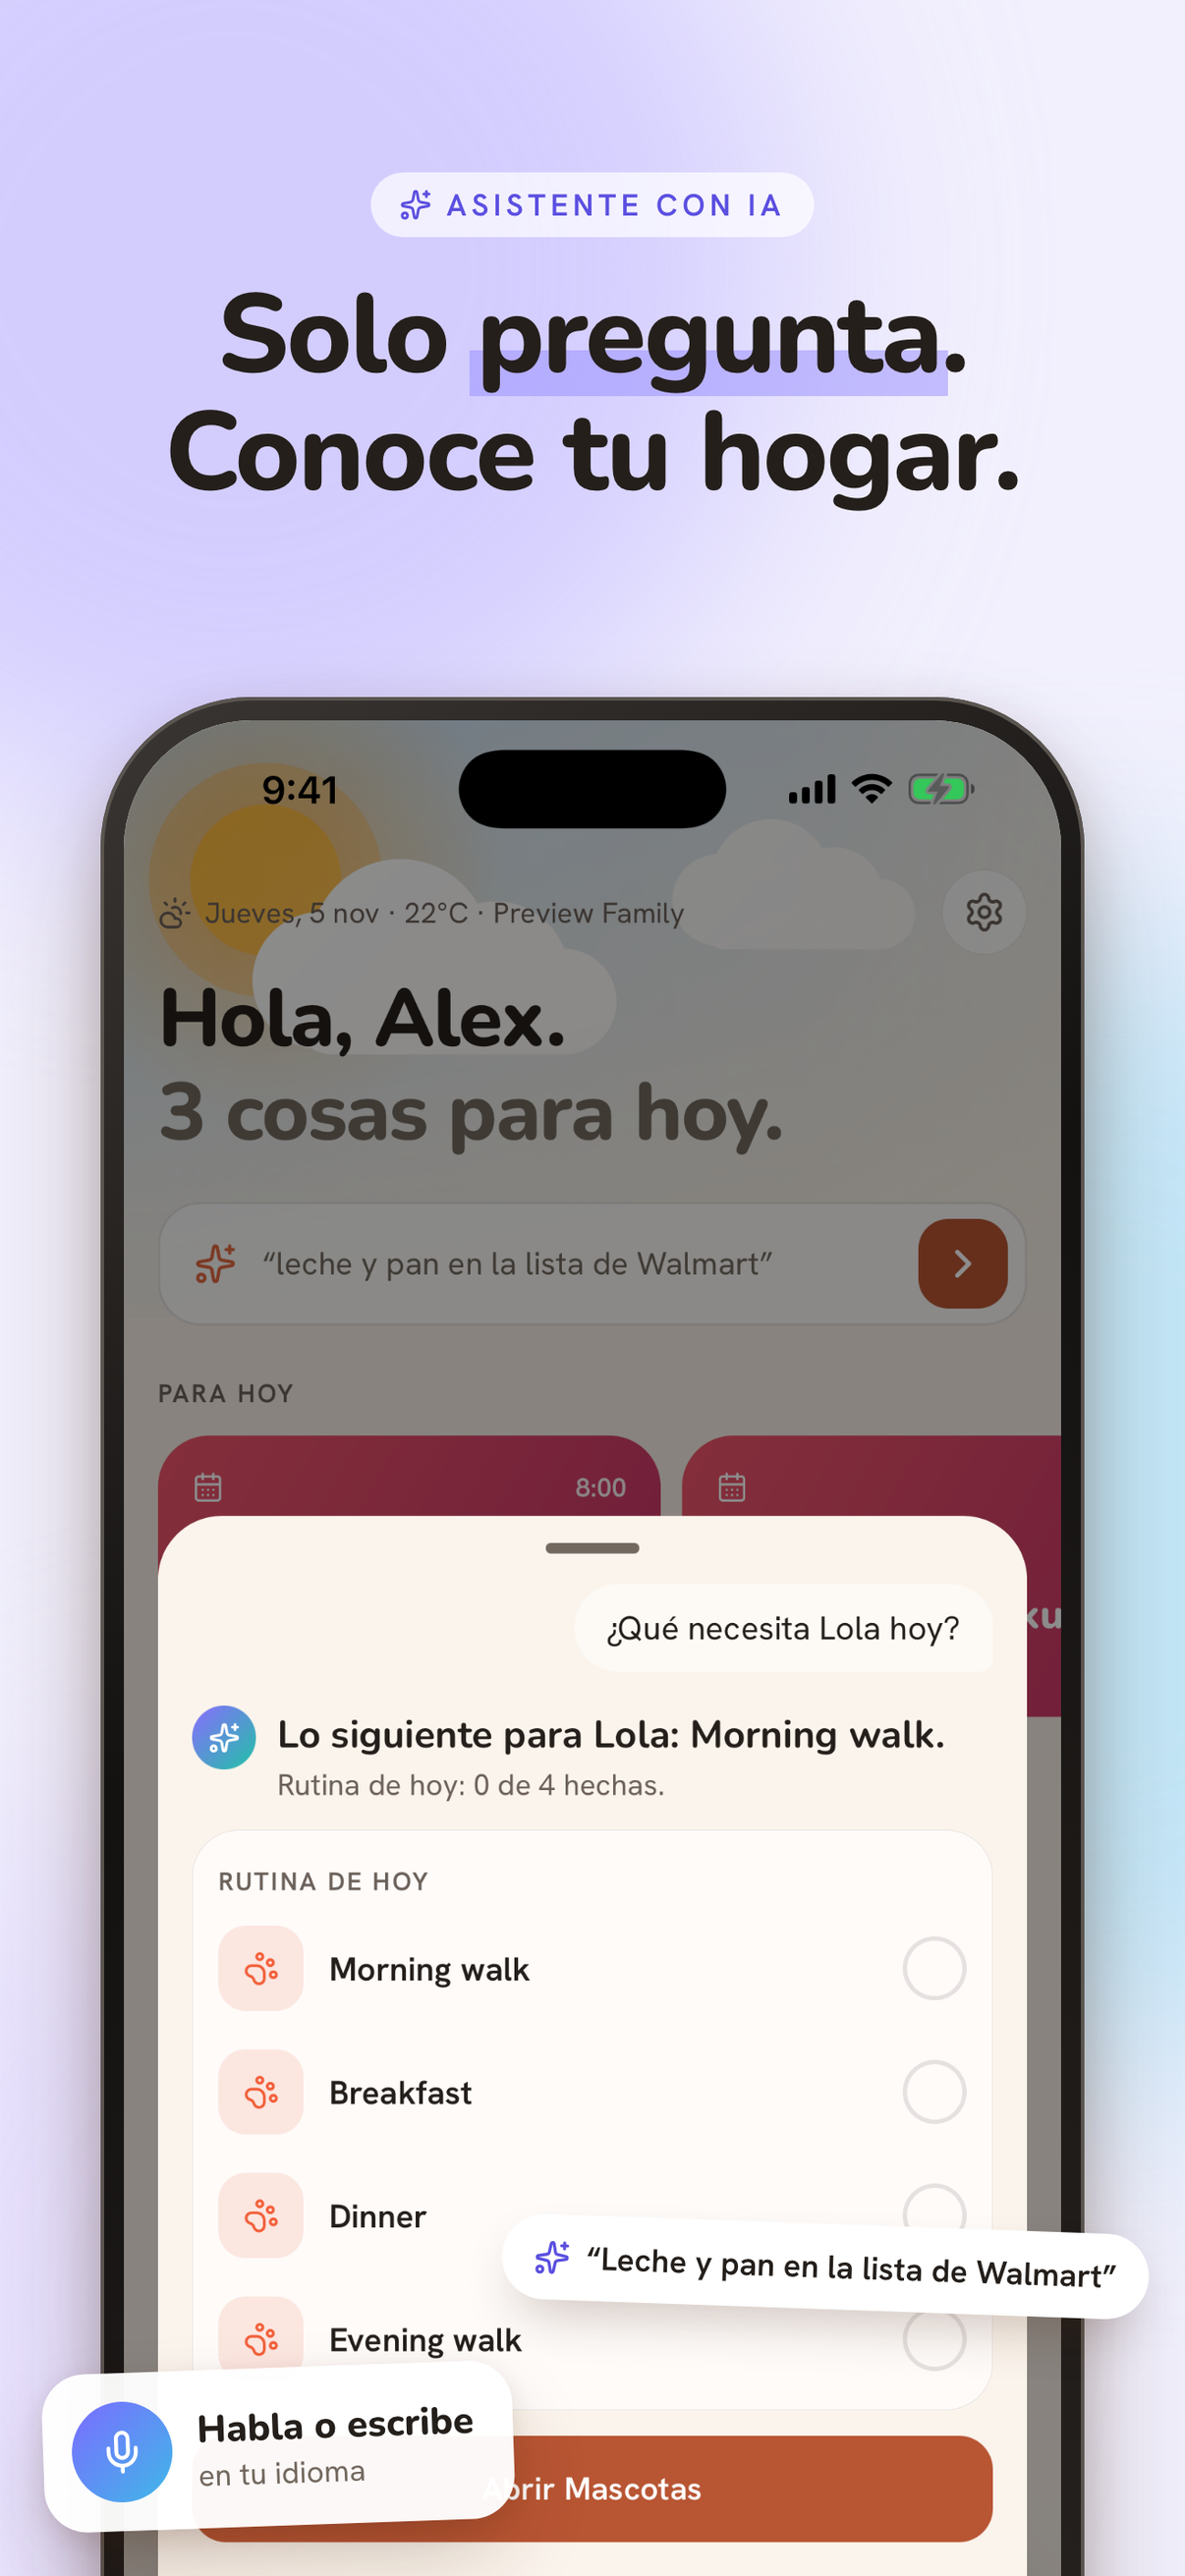 ASISTENTE CON IA
Solo pregunta.
Conoce tu hogar.
9:41
Jueves, 5 nov · 22°C · Preview Family
Hola, Alex.
3 cosas para hoy.
“leche y pan en la lista de Walmart”
PARA HOY
8:00
¿Qué necesita Lola hoy?
Lo siguiente para Lola: Morning walk.
Rutina de hoy: 0 de 4 hechas.
RUTINA DE HOY
Morning walk
Breakfast
Dinner
“Leche y pan en la lista de Walmart”
Evening walk
Habla o escribe
en tu idioma
Abrir Mascotas